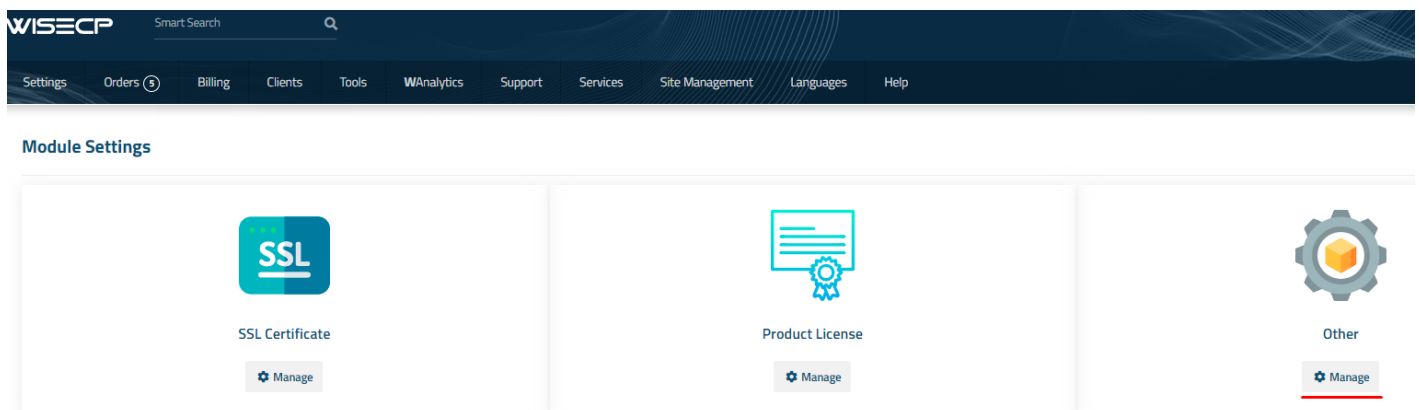 WISECP Smart Search
Settings Orders 5 Billing Clients Tools WAnalytics Support Services Site Management Languages Help
Module Settings
SSL
SSL Certificate Product License Other
Manage Manage Manage